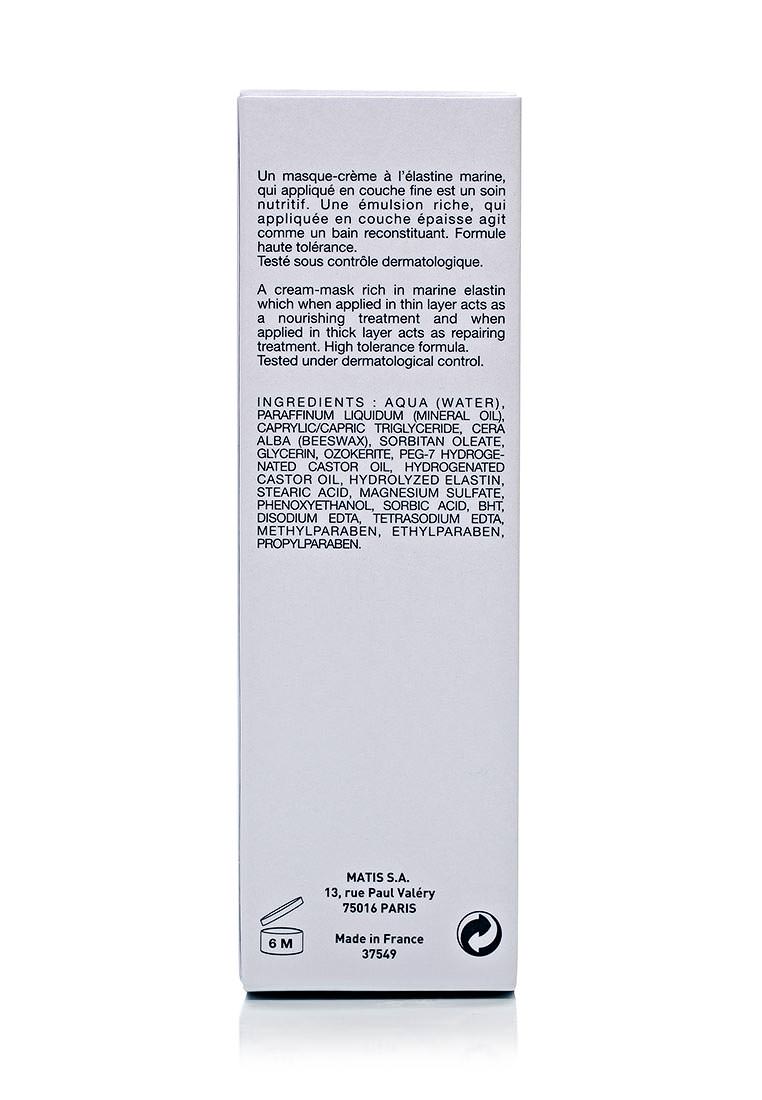 Un masque-crème à l'élastine marine,
qui appliqué en couche fine est un soin
nutritif. Une émulsion riche, qui
appliquée en couche épaisse agit
comme un bain reconstituant. Formule
haute tolérance.
Testé sous contrôle dermatologique.
A cream-mask rich in marine elastin
which when applied in thin layer acts as
a nourishing treatment and when
applied in thick layer acts as repairing
treatment. High tolerance formula.
Tested under dermatological control.
INGREDIENTS : AQUA (WATER),
PARAFFINUM LIQUIDUM (MINERAL OIL),
CAPRYLIC/CAPRIC TRIGLYCERIDE, CERA
ALBA (BEESWAX), SORBITAN OLEATE,
GLYCERIN, OZOKERITE, PEG-7 HYDROGE-
NATED CASTOR OIL, HYDROGENATED
CASTOR OIL, HYDROLYZED ELASTIN,
STEARIC ACID, MAGNESIUM SULFATE,
PHENOXYETHANOL, SORBIC ACID, BHT,
DISODIUM EDTA, TETRASODIUM EDTA,
METHYLPARABEN, ETHYLPARABEN,
PROPYLPARABEN.
MATIS S.A.
13, rue Paul Valéry
75016 PARIS
6 M
Made in France
37549